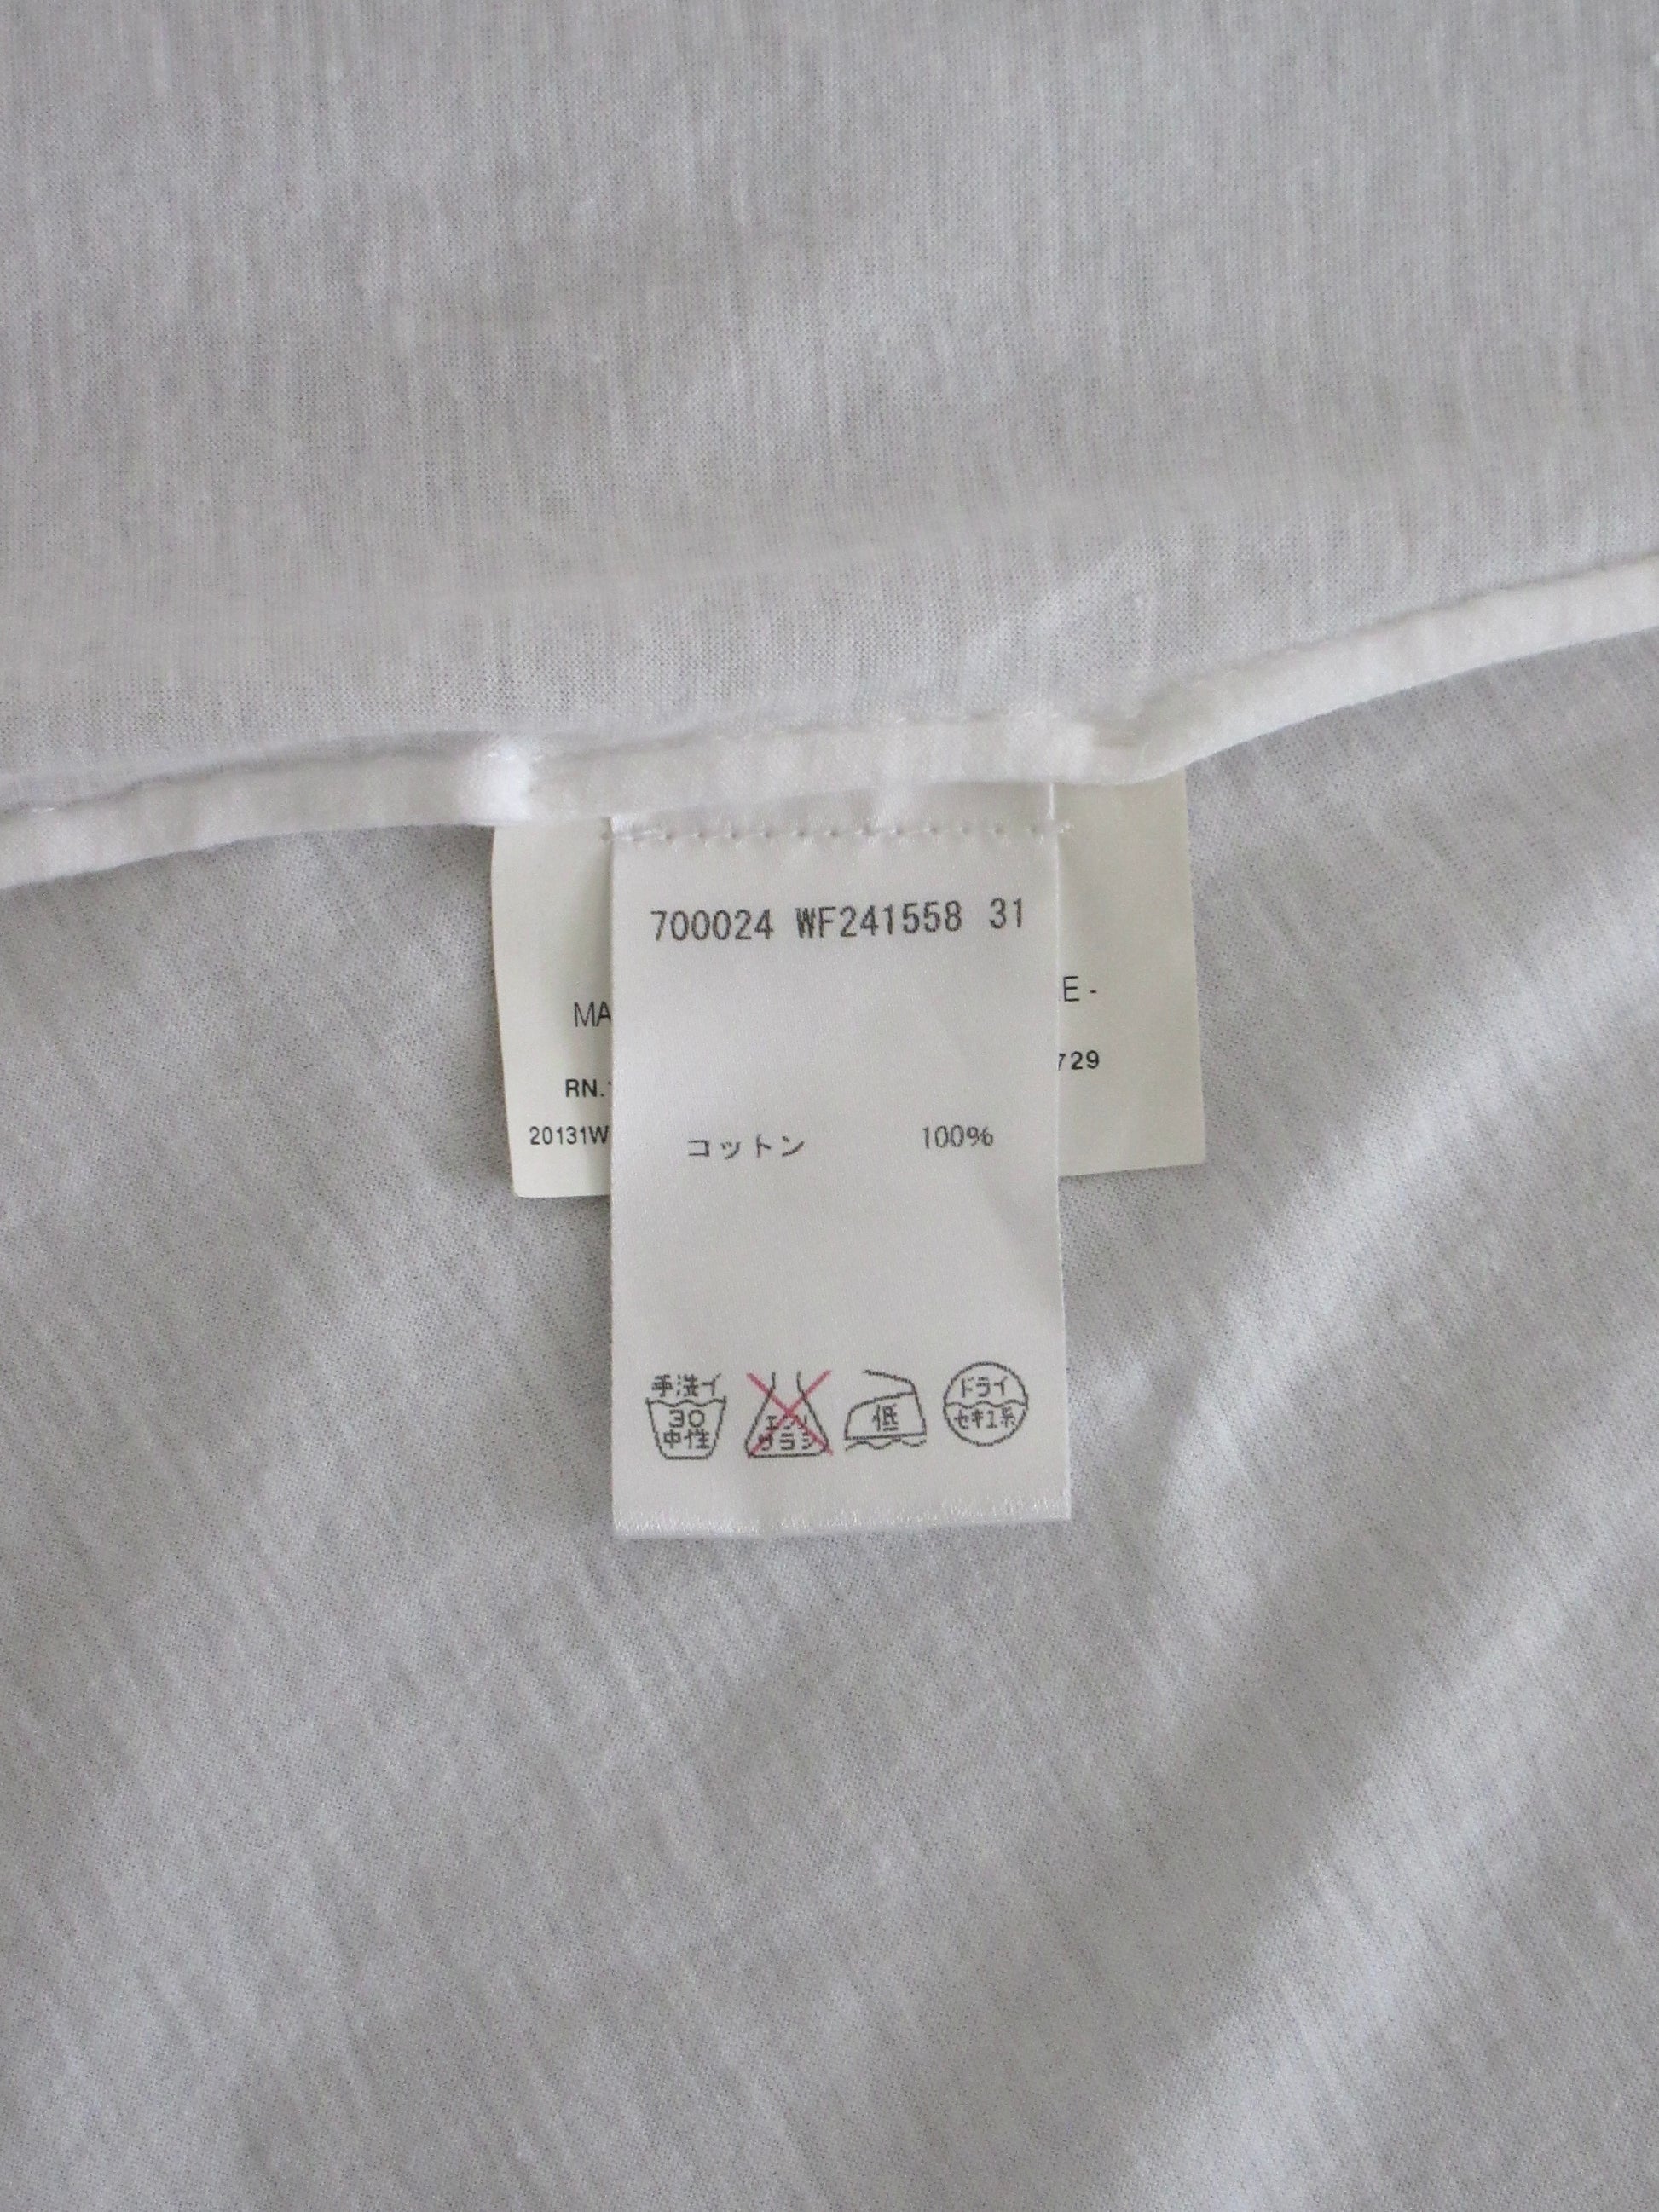 700024 WF241558 31
MA
E -
RN.
729
20131W
コットン 100%
手洗イ
30
中性
エンソ
サラシ
低
ドライ
セキユ系